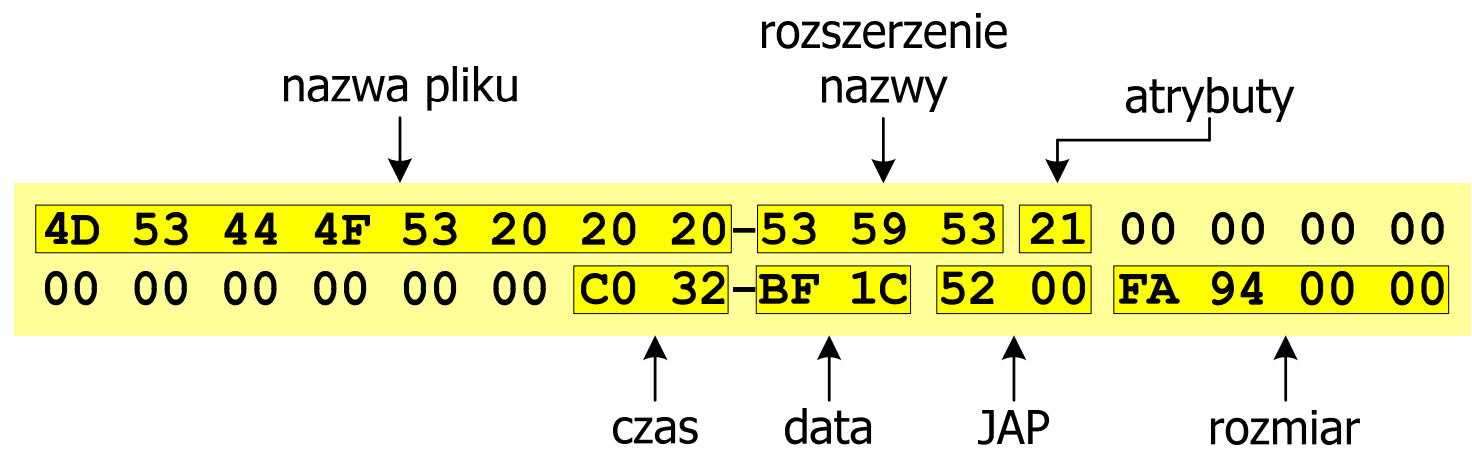 rozszerzenie
nazwy
nazwa pliku
atrybuty
4D 53 44 4F 53 20 20 20-53 59 53 21 00 00 00 00
00 00 00 00 00 00 C0 32-BF 1C 52 00 FA 94 00 00
czas data JAP rozmiar